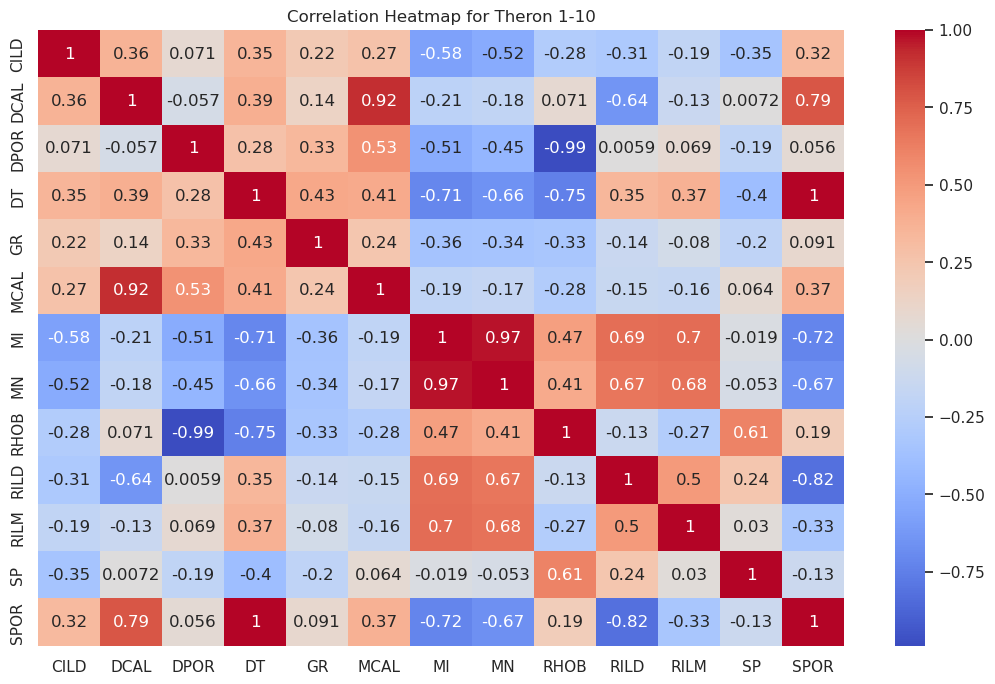 Correlation Heatmap for Theron 1-10
CILD 1 0.36 0.071 0.35 0.22 0.27 -0.58 -0.52 -0.28 -0.31 -0.19 -0.35 0.32
DCAL 0.36 1 -0.057 0.39 0.14 0.92 -0.21 -0.18 0.071 -0.64 -0.13 0.0072 0.79
DPOR 0.071 -0.057 1 0.28 0.33 0.53 -0.51 -0.45 -0.99 0.0059 0.069 -0.19 0.056
DT 0.35 0.39 0.28 1 0.43 0.41 -0.71 -0.66 -0.75 0.35 0.37 -0.4 1
GR 0.22 0.14 0.33 0.43 1 0.24 -0.36 -0.34 -0.33 -0.14 -0.08 -0.2 0.091
MCAL 0.27 0.92 0.53 0.41 0.24 1 -0.19 -0.17 -0.28 -0.15 -0.16 0.064 0.37
MI -0.58 -0.21 -0.51 -0.71 -0.36 -0.19 1 0.97 0.47 0.69 0.7 -0.019 -0.72
MN -0.52 -0.18 -0.45 -0.66 -0.34 -0.17 0.97 1 0.41 0.67 0.68 -0.053 -0.67
RHOB -0.28 0.071 -0.99 -0.75 -0.33 -0.28 0.47 0.41 1 -0.13 -0.27 0.61 0.19
RILD -0.31 -0.64 0.0059 0.35 -0.14 -0.15 0.69 0.67 -0.13 1 0.5 0.24 -0.82
RILM -0.19 -0.13 0.069 0.37 -0.08 -0.16 0.7 0.68 -0.27 0.5 1 0.03 -0.33
SP -0.35 0.0072 -0.19 -0.4 -0.2 0.064 -0.019 -0.053 0.61 0.24 0.03 1 -0.13
SPOR 0.32 0.79 0.056 1 0.091 0.37 -0.72 -0.67 0.19 -0.82 -0.33 -0.13 1
CILD DCAL DPOR DT GR MCAL MI MN RHOB RILD RILM SP SPOR
1.00
0.75
0.50
0.25
0.00
-0.25
-0.50
-0.75